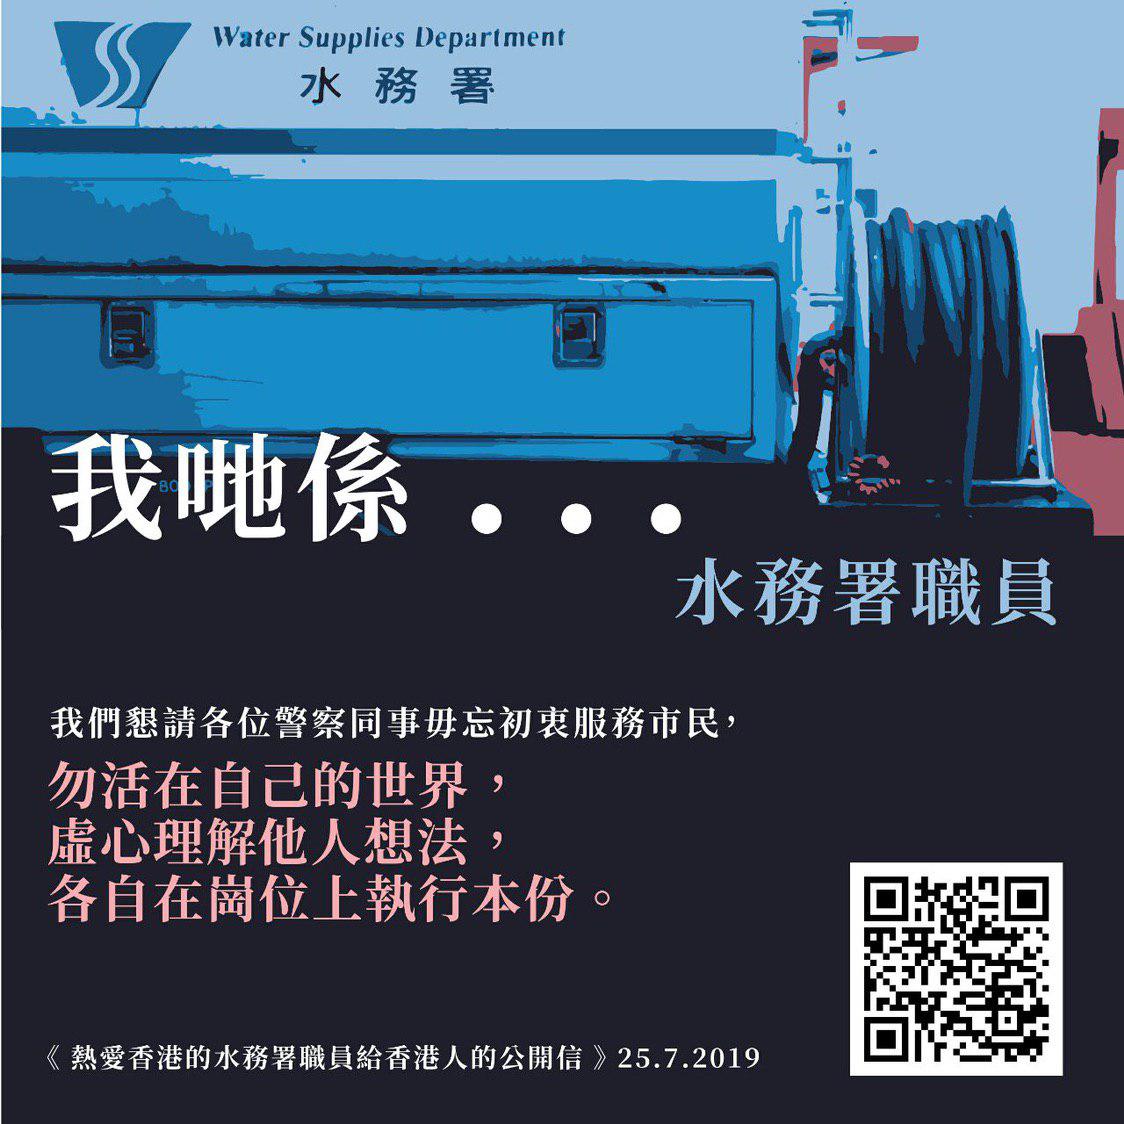 Water Supplies Department
水務署
我哋係 . . .
水務署職員
我們懇請各位警察同事毋忘初衷服務市民，
勿活在自己的世界，
虛心理解他人想法，
各自在崗位上執行本份。
《 熱愛香港的水務署職員給香港人的公開信 》25.7.2019